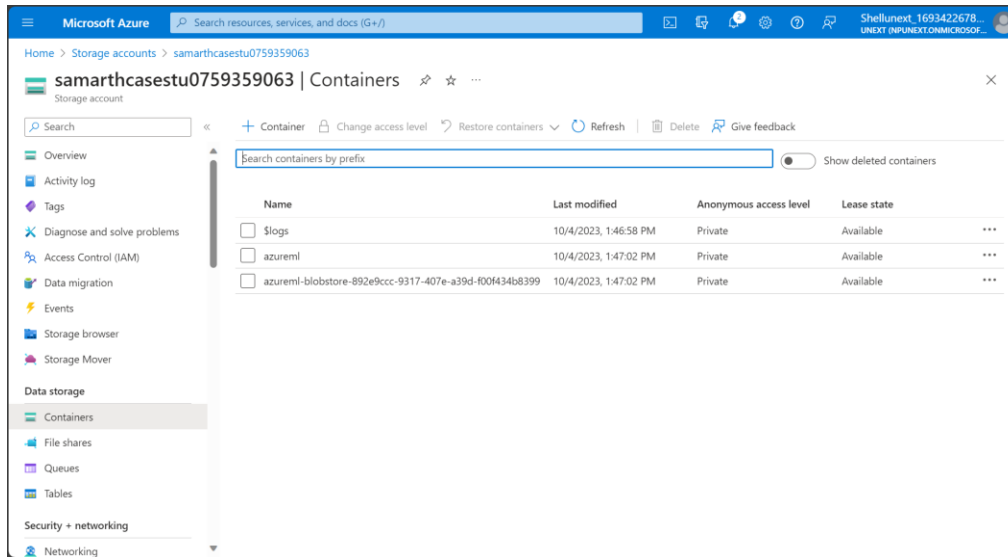 Microsoft Azure
Search resources, services, and docs (G+/)
2
Shellunext_1693422678...
UNEXT (NPUNEXT.ONMICROSOF...
Home > Storage accounts > samarthcasestu0759359063
samarthcasestu0759359063 | Containers ...
Storage account
Search
«
Container
Change access level
Restore containers
Refresh
Delete
Give feedback
Overview
Activity log
Tags
Diagnose and solve problems
Access Control (IAM)
Data migration
Events
Storage browser
Storage Mover
Data storage
Containers
File shares
Queues
Tables
Security + networking
Networking
Search containers by prefix
Show deleted containers
Name Last modified Anonymous access level Lease state
$logs 10/4/2023, 1:46:58 PM Private Available ...
azureml 10/4/2023, 1:47:02 PM Private Available ...
azureml-blobstore-892e9ccc-9317-407e-a39d-f00f434b8399 10/4/2023, 1:47:02 PM Private Available ...